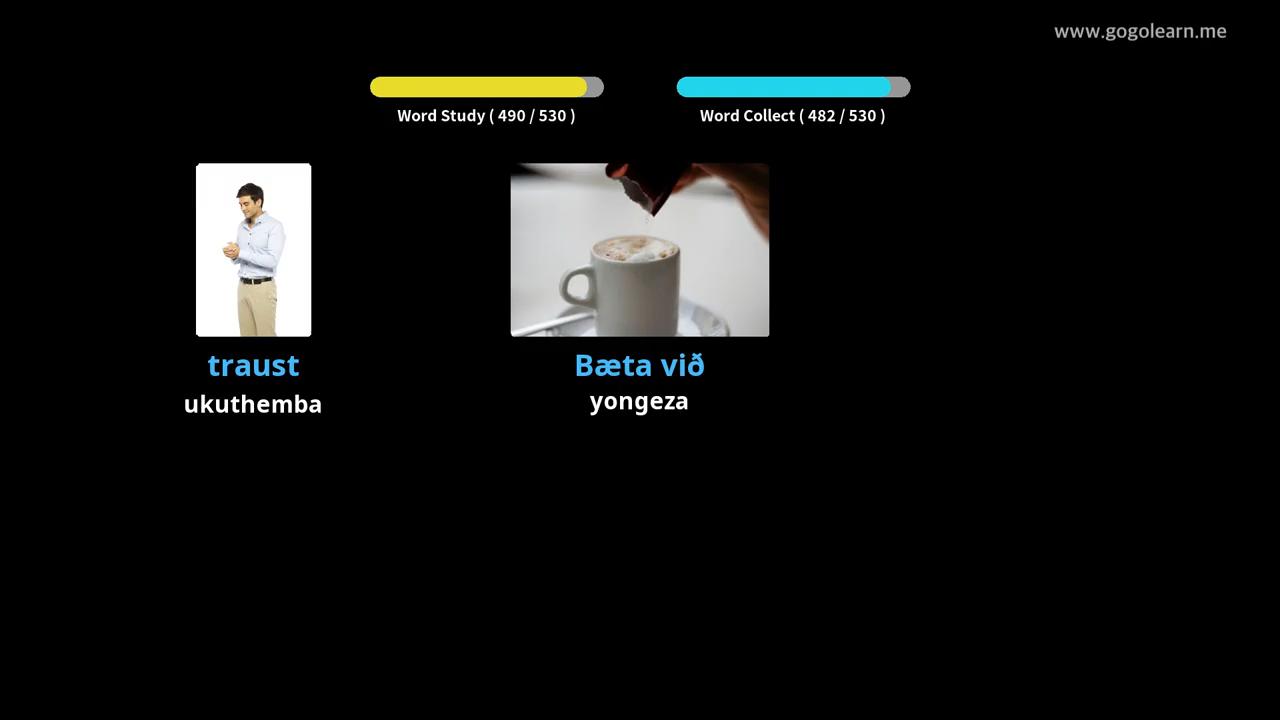 www.gogolearn.me
Word Study ( 490 / 530 )
Word Collect ( 482 / 530 )
traust
ukuthemba
Bæta við
yongeza